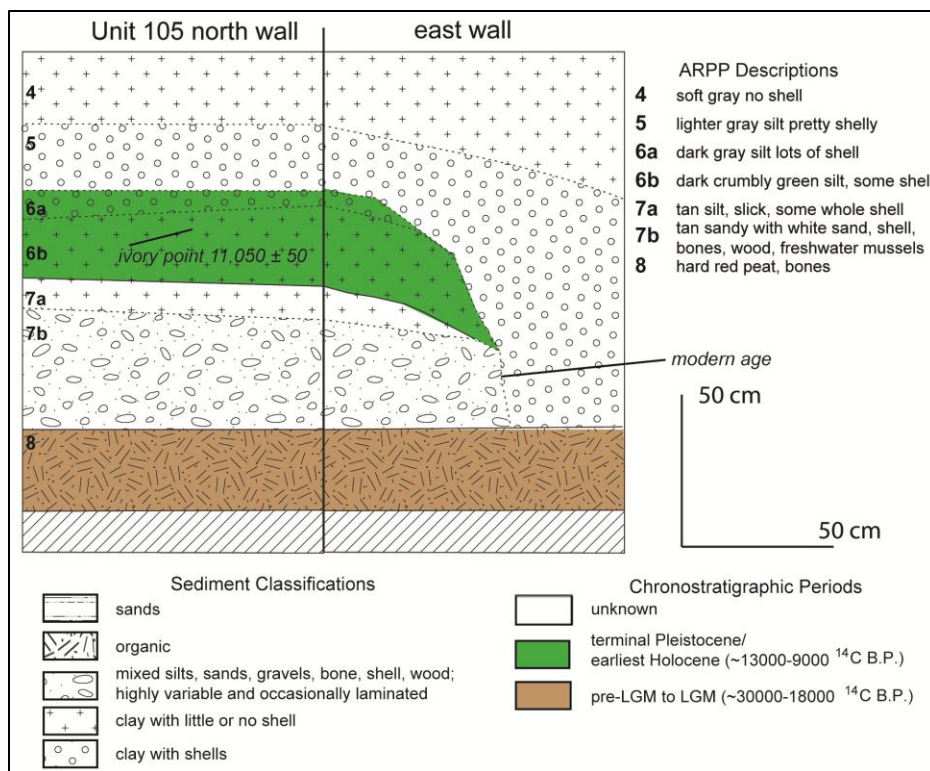 Unit 105 north wall
east wall
4
5
6a
6b
7a
7b
8
ivory point 11,050 ± 50
modern age
50 cm
50 cm
ARPP Descriptions
4 soft gray no shell
5 lighter gray silt pretty shelly
6a dark gray silt lots of shell
6b dark crumbly green silt, some shel
7a tan silt, slick, some whole shell
7b tan sandy with white sand, shell,
bones, wood, freshwater mussels
8 hard red peat, bones
Sediment Classifications
sands
organic
mixed silts, sands, gravels, bone, shell, wood;
highly variable and occasionally laminated
clay with little or no shell
clay with shells
Chronostratigraphic Periods
unknown
terminal Pleistocene/
earliest Holocene (~13000-9000 ¹⁴C B.P.)
pre-LGM to LGM (~30000-18000 ¹⁴C B.P.)